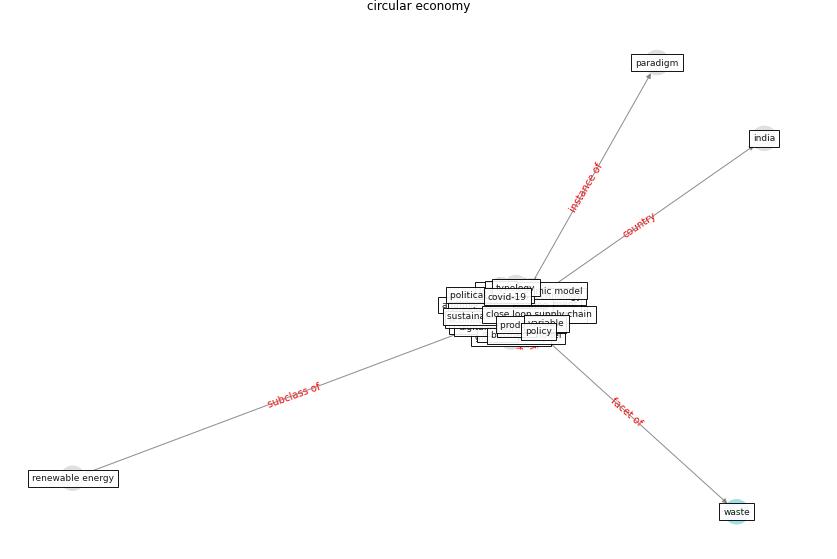 circular economy
paradigm
india
instance of
country
typology
politica
covid-19
nic model
close loop supply chain
sustaina
prod
variable
policy
subclass of
facet of
renewable energy
waste